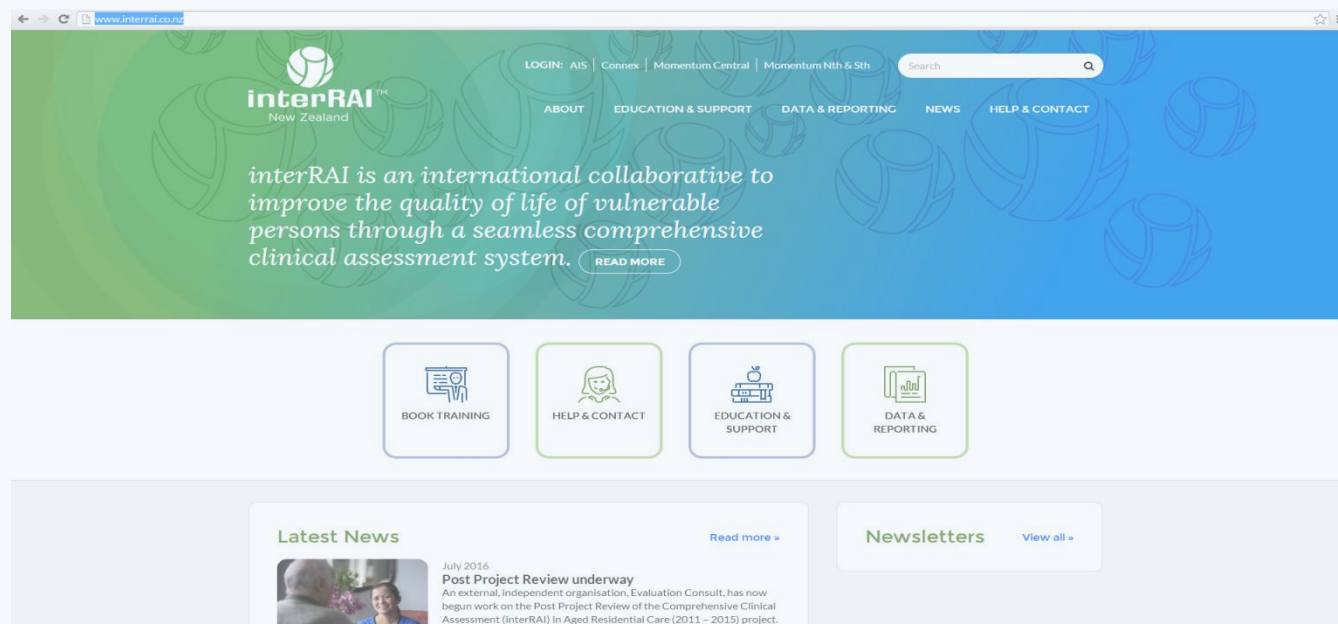 www.interrai.co.nz
LOGIN: AIS | Connex | Momentum Central | Momentum Nth & Sth
Search
interRAI™
New Zealand
ABOUT EDUCATION & SUPPORT DATA & REPORTING NEWS HELP & CONTACT
interRAI is an international collaborative to
improve the quality of life of vulnerable
persons through a seamless comprehensive
clinical assessment system. READ MORE
BOOK TRAINING
HELP & CONTACT
EDUCATION &
SUPPORT
DATA &
REPORTING
Latest News
Read more »
July 2016
Post Project Review underway
An external, independent organisation, Evaluation Consult, has now
begun work on the Post Project Review of the Comprehensive Clinical
Assessment (interRAI) in Aged Residential Care (2011 – 2015) project.
Newsletters
View all »